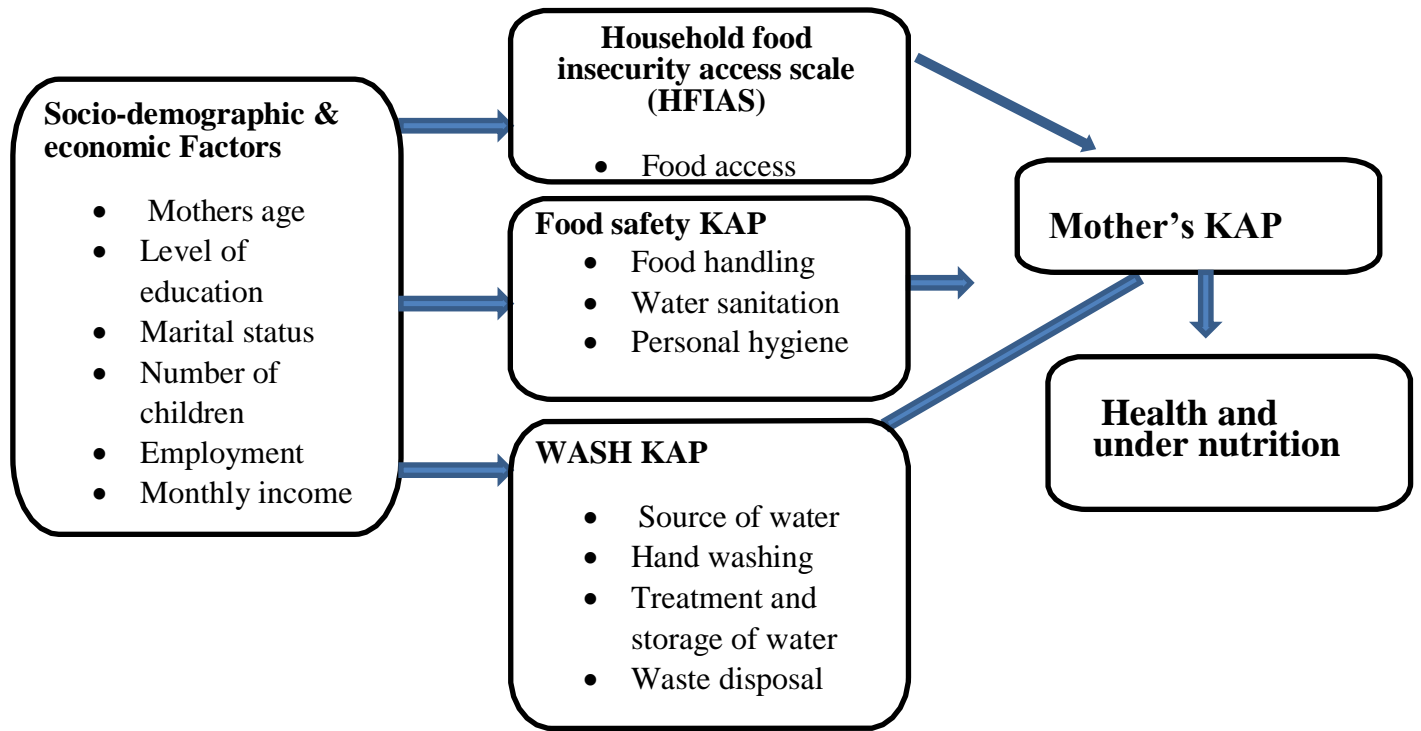 Socio-demographic &
economic Factors
• Mothers age
• Level of
education
• Marital status
• Number of
children
• Employment
• Monthly income
Household food
insecurity access scale
(HFIAS)
• Food access
Food safety KAP
• Food handling
• Water sanitation
• Personal hygiene
WASH KAP
• Source of water
• Hand washing
• Treatment and
storage of water
• Waste disposal
Mother’s KAP
Health and
under nutrition